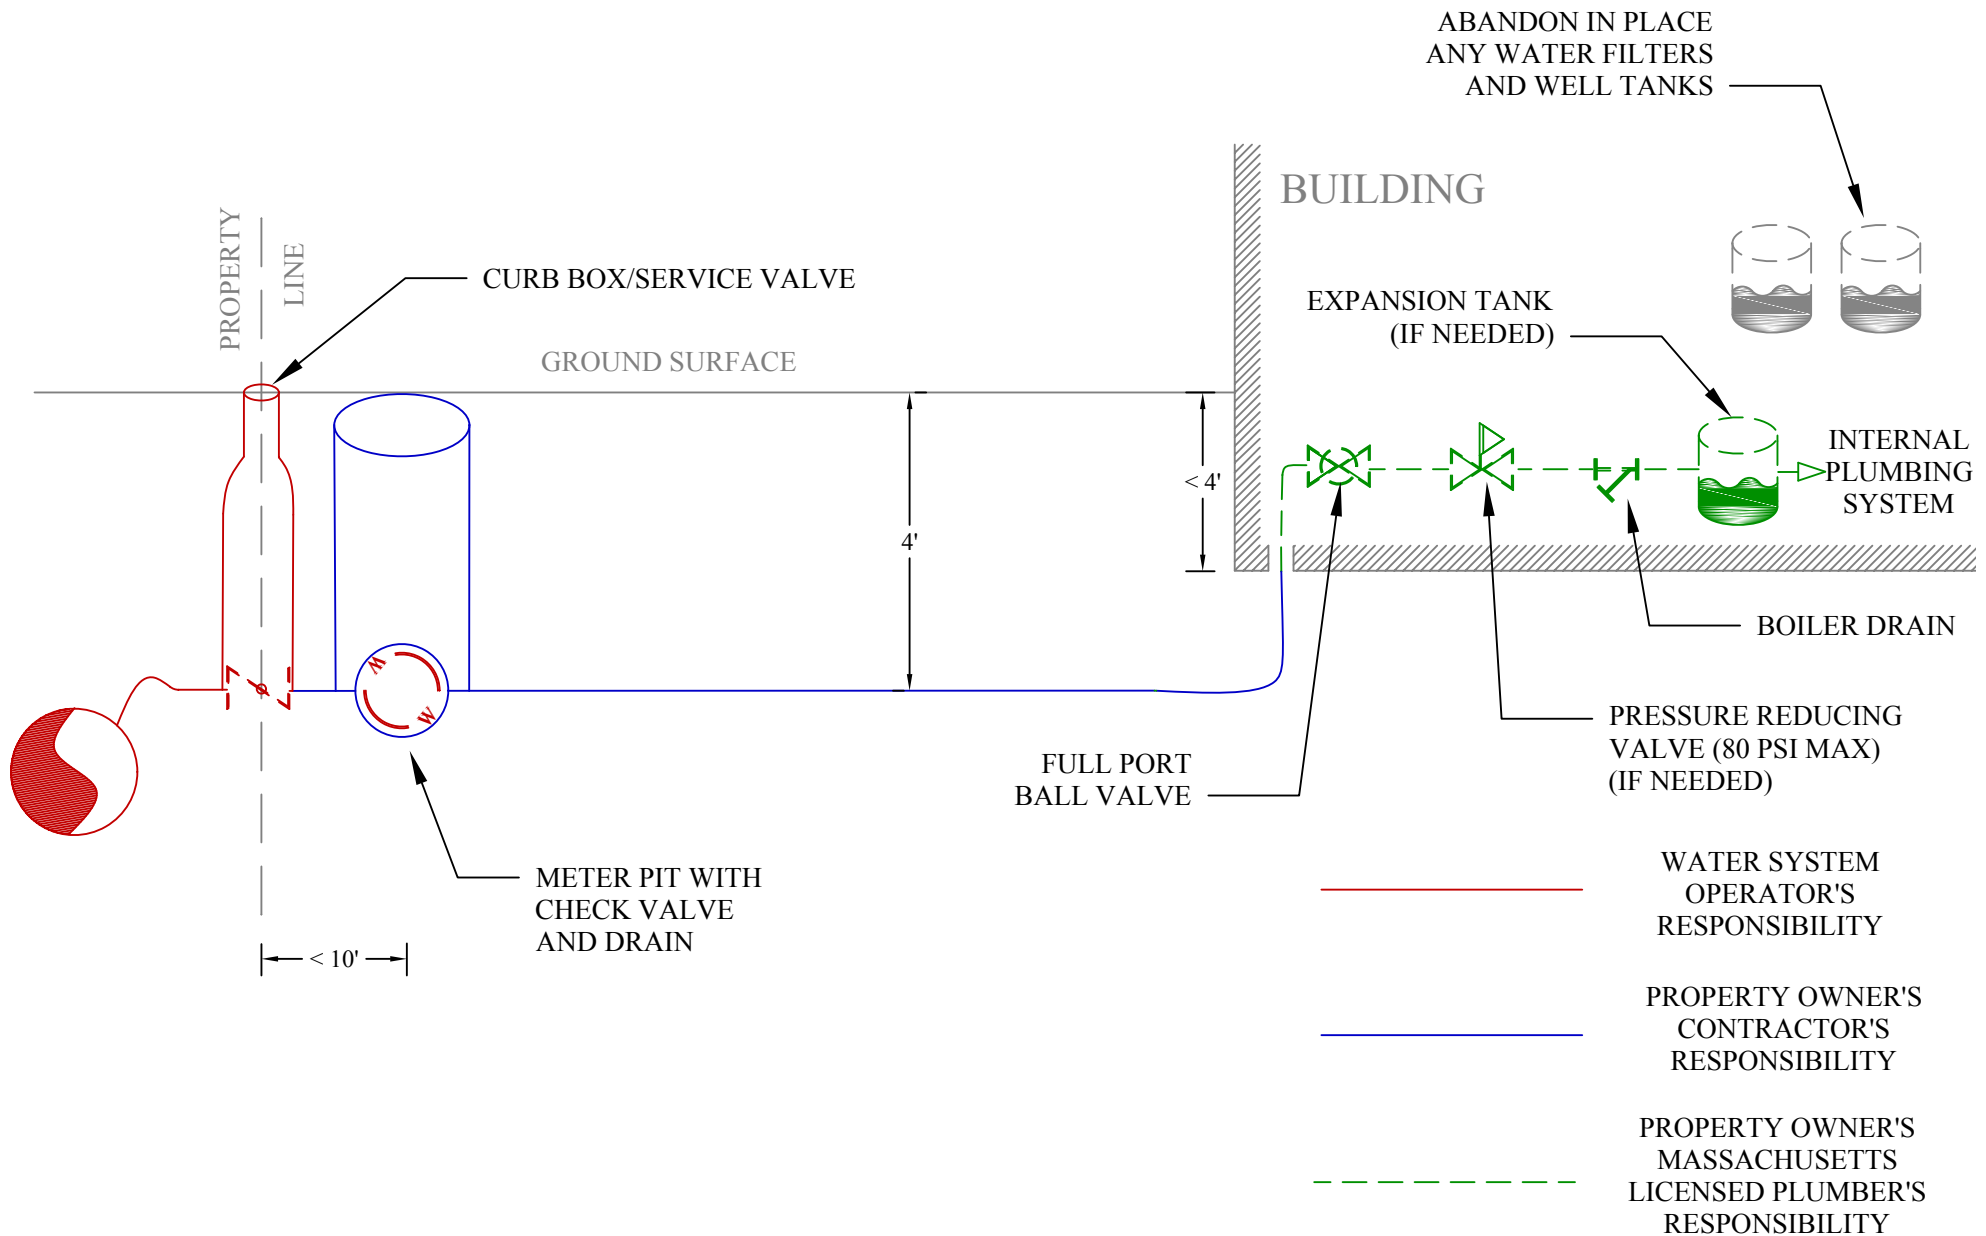 ABANDON IN PLACE
ANY WATER FILTERS
AND WELL TANKS
BUILDING
PROPERTY
LINE
CURB BOX/SERVICE VALVE
EXPANSION TANK
(IF NEEDED)
GROUND SURFACE
INTERNAL
PLUMBING
SYSTEM
< 4'
4'
BOILER DRAIN
W
W
PRESSURE REDUCING
VALVE (80 PSI MAX)
(IF NEEDED)
FULL PORT
BALL VALVE
METER PIT WITH
CHECK VALVE
AND DRAIN
< 10'
WATER SYSTEM
OPERATOR'S
RESPONSIBILITY
PROPERTY OWNER'S
CONTRACTOR'S
RESPONSIBILITY
PROPERTY OWNER'S
MASSACHUSETTS
LICENSED PLUMBER'S
RESPONSIBILITY